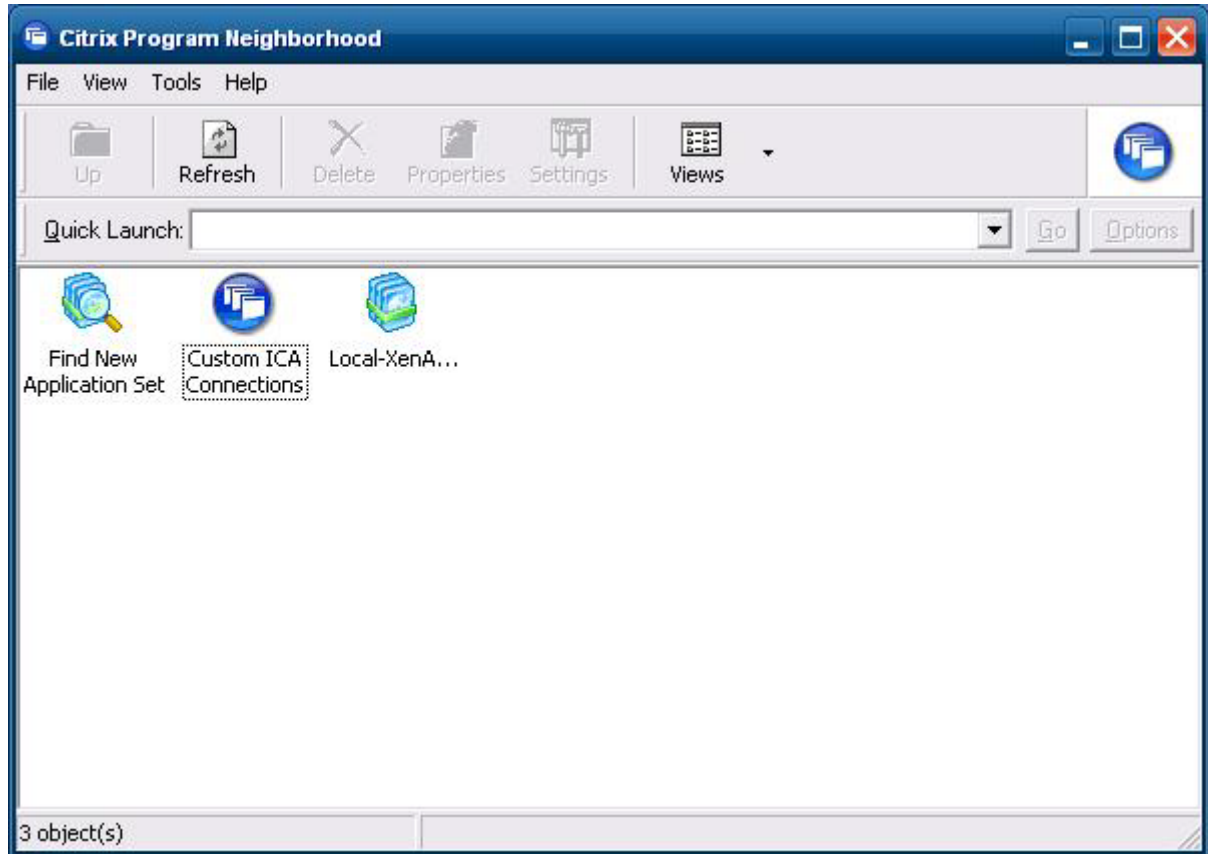 Citrix Program Neighborhood
File View Tools Help
Up Refresh Delete Properties Settings Views
Quick Launch: Go Options
Find New
Application Set
Custom ICA
Connections
Local-XenA...
3 object(s)